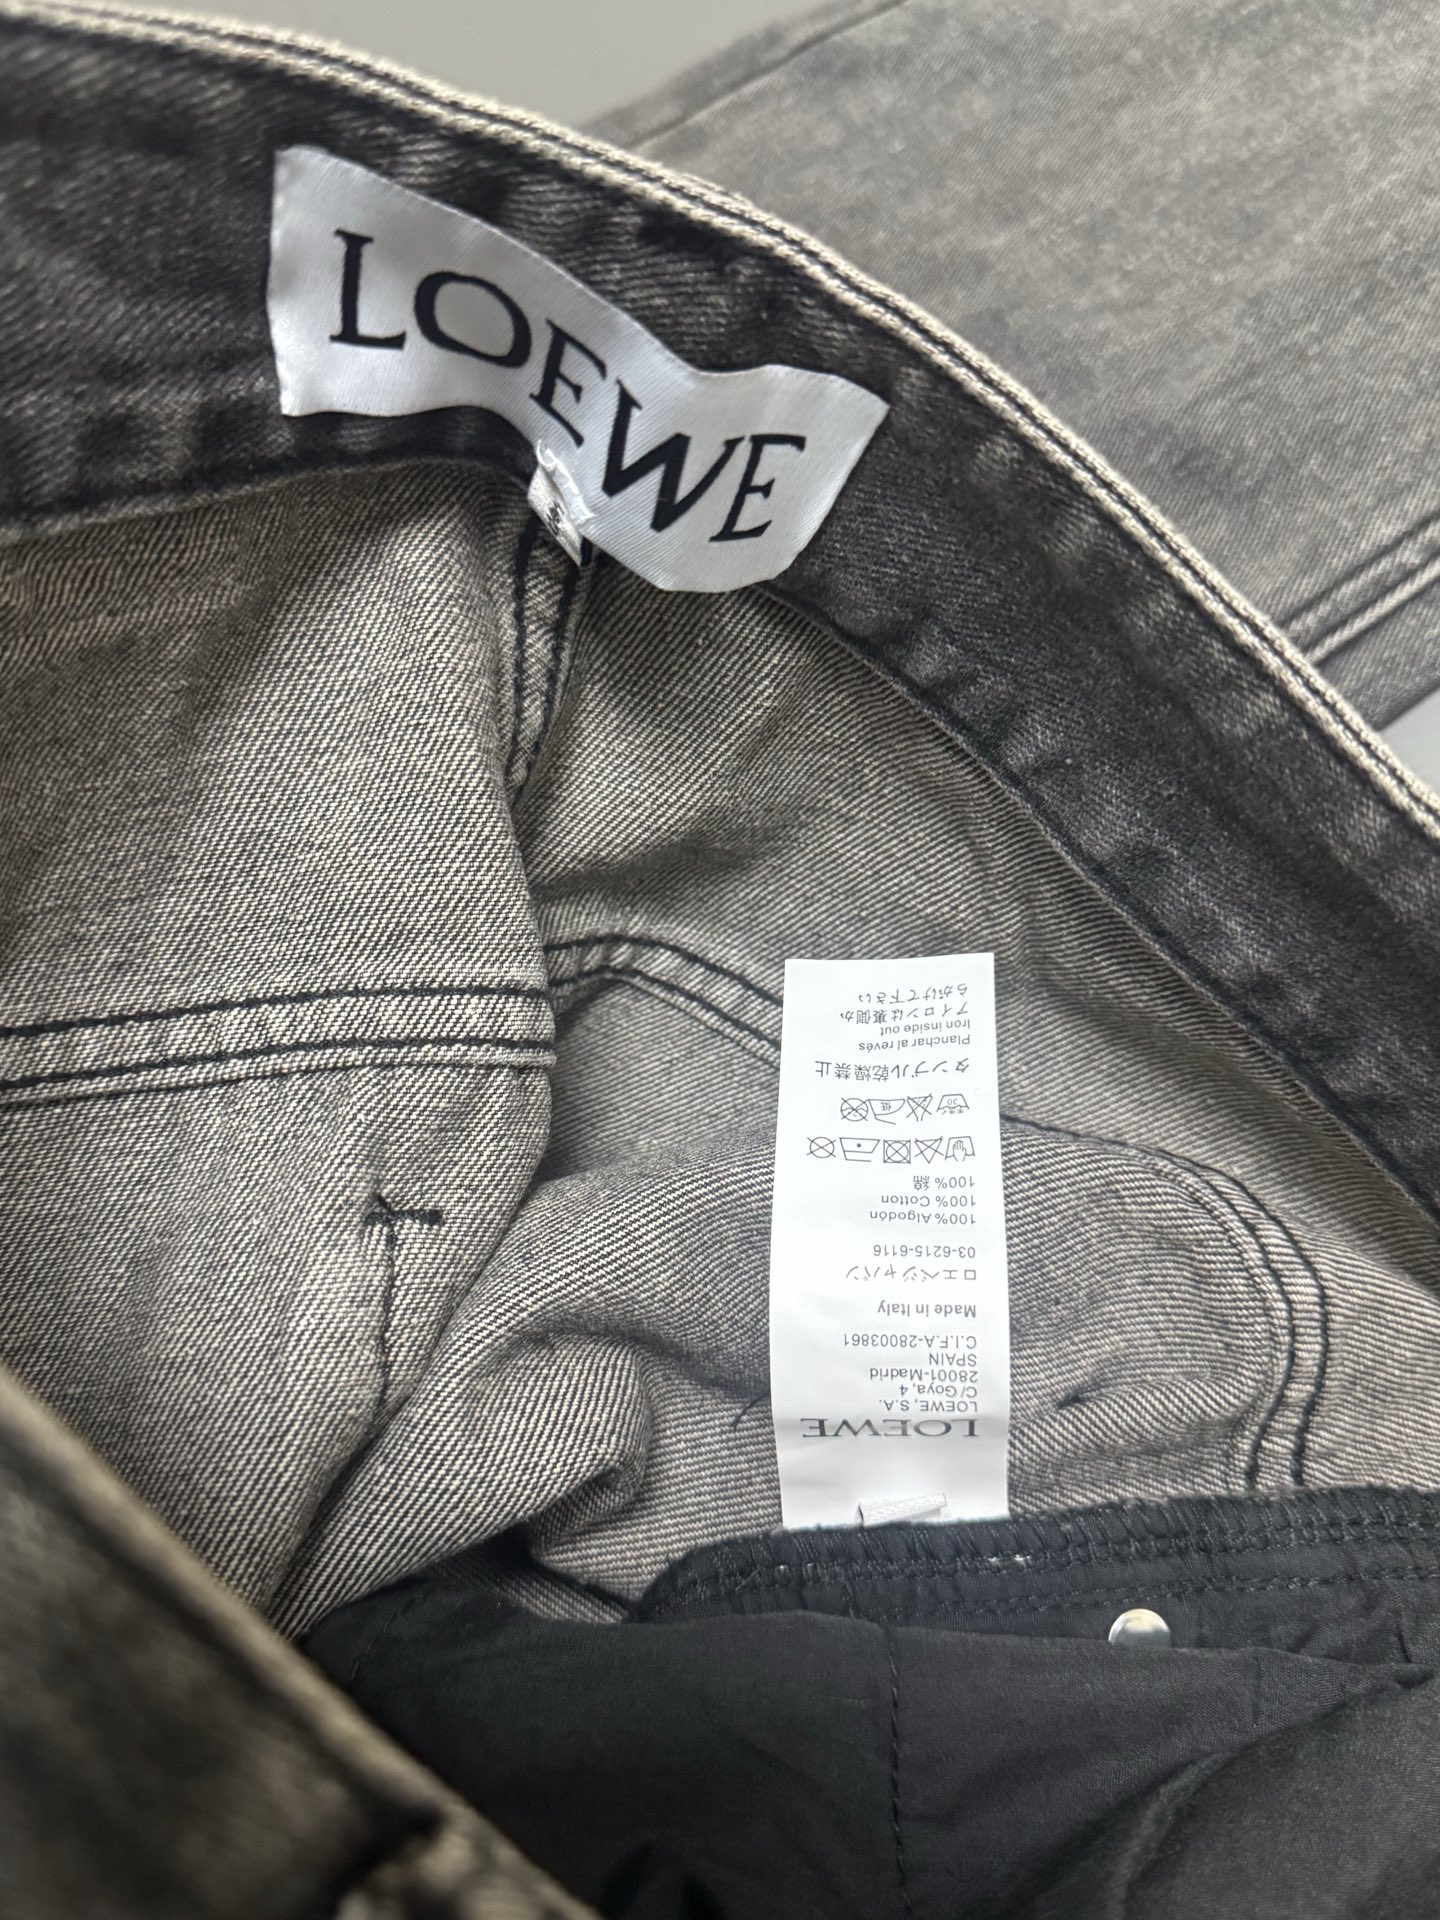 LOEWE
LOEWE
LOEWE, S.A.
C/ Goya, 4
28001-Madrid
SPAIN
C.I.F.A-28003861
Made in Italy
ロエベジャパン
03-6215-6116
100%Algodón
100% Cotton
100% 綿
タンブル乾燥禁止
Planchar al revés
Iron inside out
アイロンは裏側か
らがけて下さい